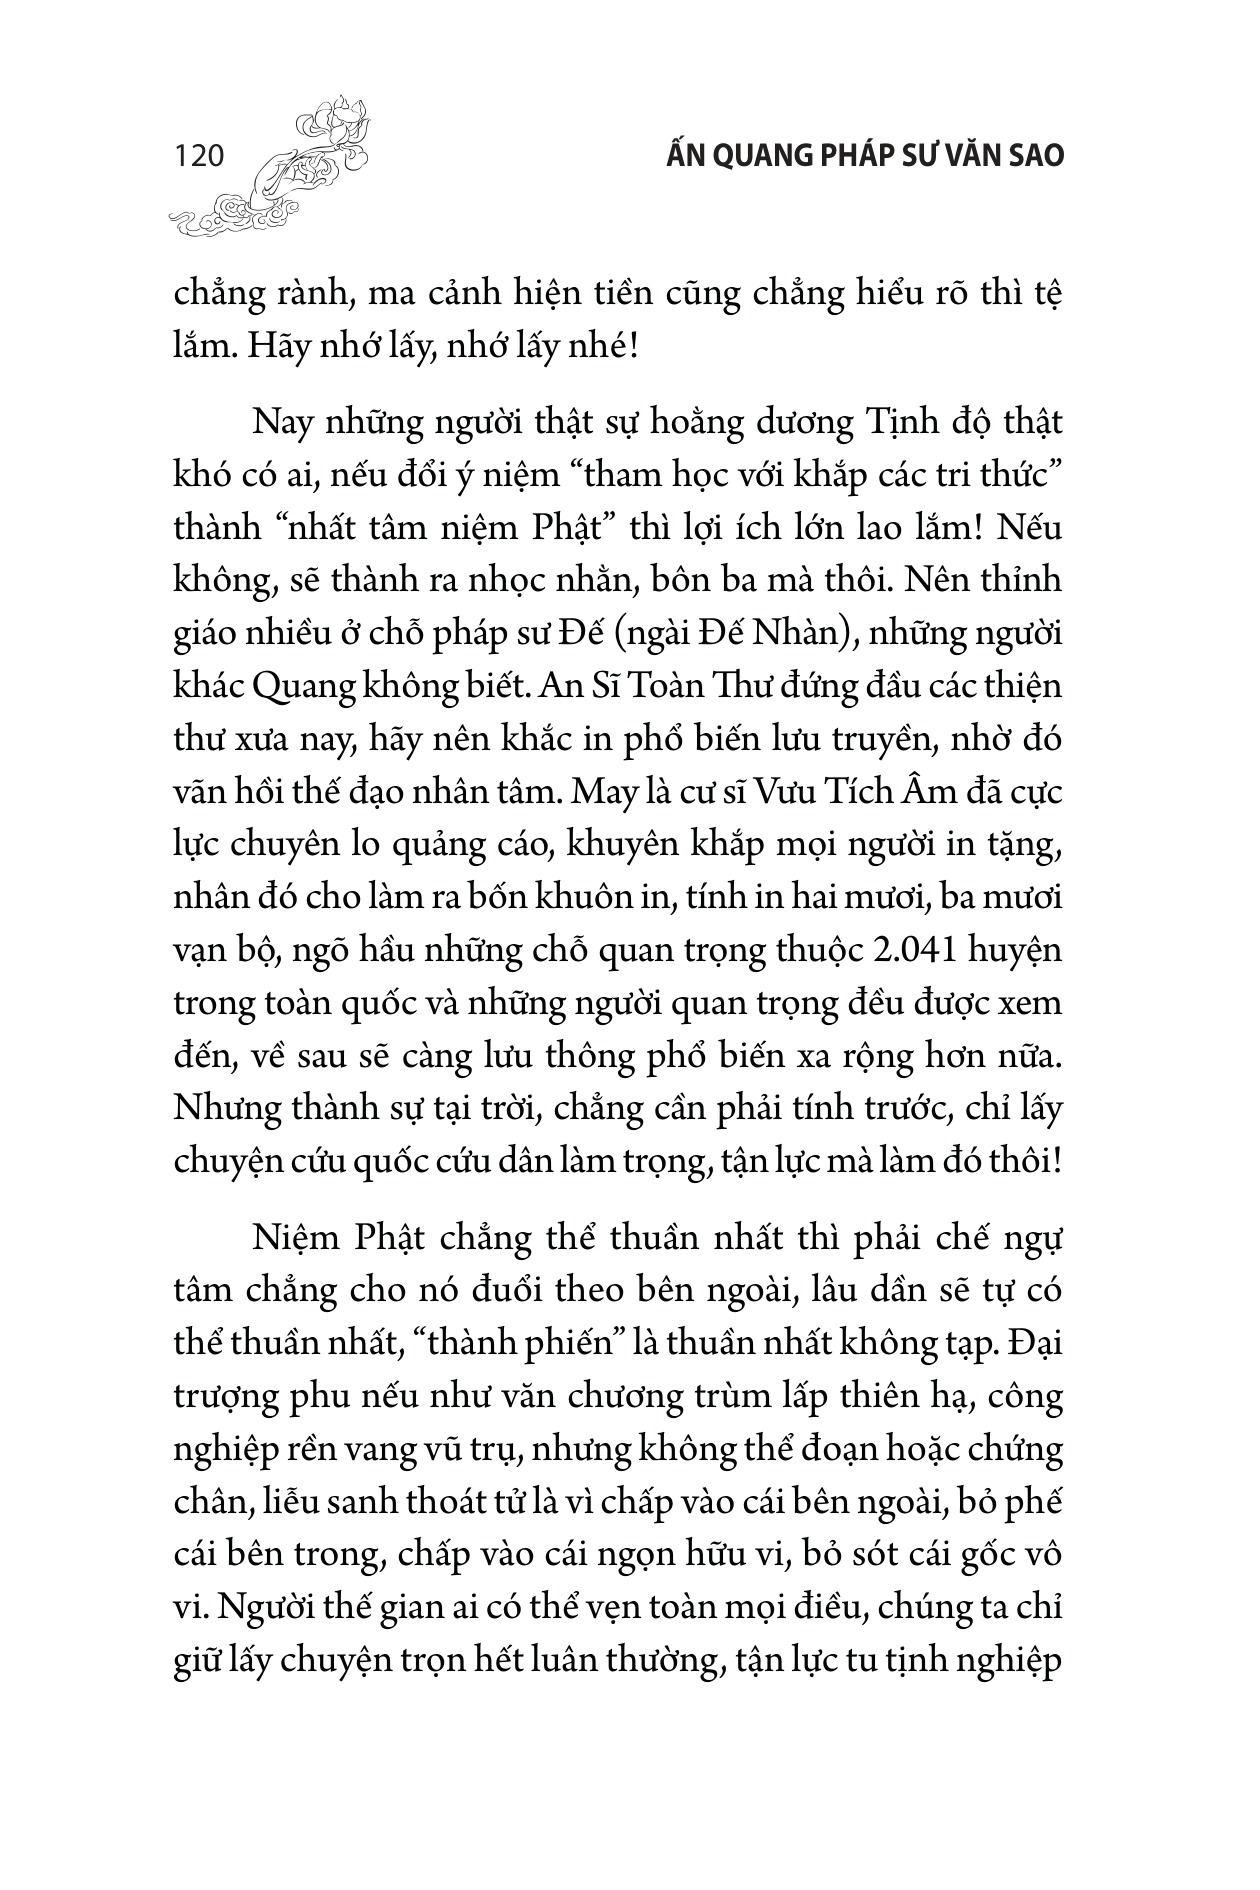 120
ẤN QUANG PHÁP SƯ VĂN SAO
chẳng rành, ma cảnh hiện tiền cũng chẳng hiểu rõ thì tệ
lắm. Hãy nhớ lấy, nhớ lấy nhé!
Nay những người thật sự hoằng dương Tịnh độ thật
khó có ai, nếu đổi ý niệm “tham học với khắp các tri thức”
thành “nhất tâm niệm Phật” thì lợi ích lớn lao lắm! Nếu
không, sẽ thành ra nhọc nhằn, bôn ba mà thôi. Nên thỉnh
giáo nhiều ở chỗ pháp sư Đế (ngài Đế Nhàn), những người
khác Quang không biết. An Sĩ Toàn Thư đứng đầu các thiện
thư xưa nay, hãy nên khắc in phổ biến lưu truyền, nhờ đó
vãn hồi thế đạo nhân tâm. May là cư sĩ Vưu Tích Âm đã cực
lực chuyên lo quảng cáo, khuyên khắp mọi người in tặng,
nhân đó cho làm ra bốn khuôn in, tính in hai mươi, ba mươi
vạn bộ, ngõ hầu những chỗ quan trọng thuộc 2.041 huyện
trong toàn quốc và những người quan trọng đều được xem
đến, về sau sẽ càng lưu thông phổ biến xa rộng hơn nữa.
Nhưng thành sự tại trời, chẳng cần phải tính trước, chỉ lấy
chuyện cứu quốc cứu dân làm trọng, tận lực mà làm đó thôi!
Niệm Phật chẳng thể thuần nhất thì phải chế ngự
tâm chẳng cho nó đuổi theo bên ngoài, lâu dần sẽ tự có
thể thuần nhất, “thành phiến” là thuần nhất không tạp. Đại
trượng phu nếu như văn chương trùm lấp thiên hạ, công
nghiệp rền vang vũ trụ, nhưng không thể đoạn hoặc chứng
chân, liễu sanh thoát tử là vì chấp vào cái bên ngoài, bỏ phế
cái bên trong, chấp vào cái ngọn hữu vi, bỏ sót cái gốc vô
vi. Người thế gian ai có thể vẹn toàn mọi điều, chúng ta chỉ
giữ lấy chuyện trọn hết luân thường, tận lực tu tịnh nghiệp